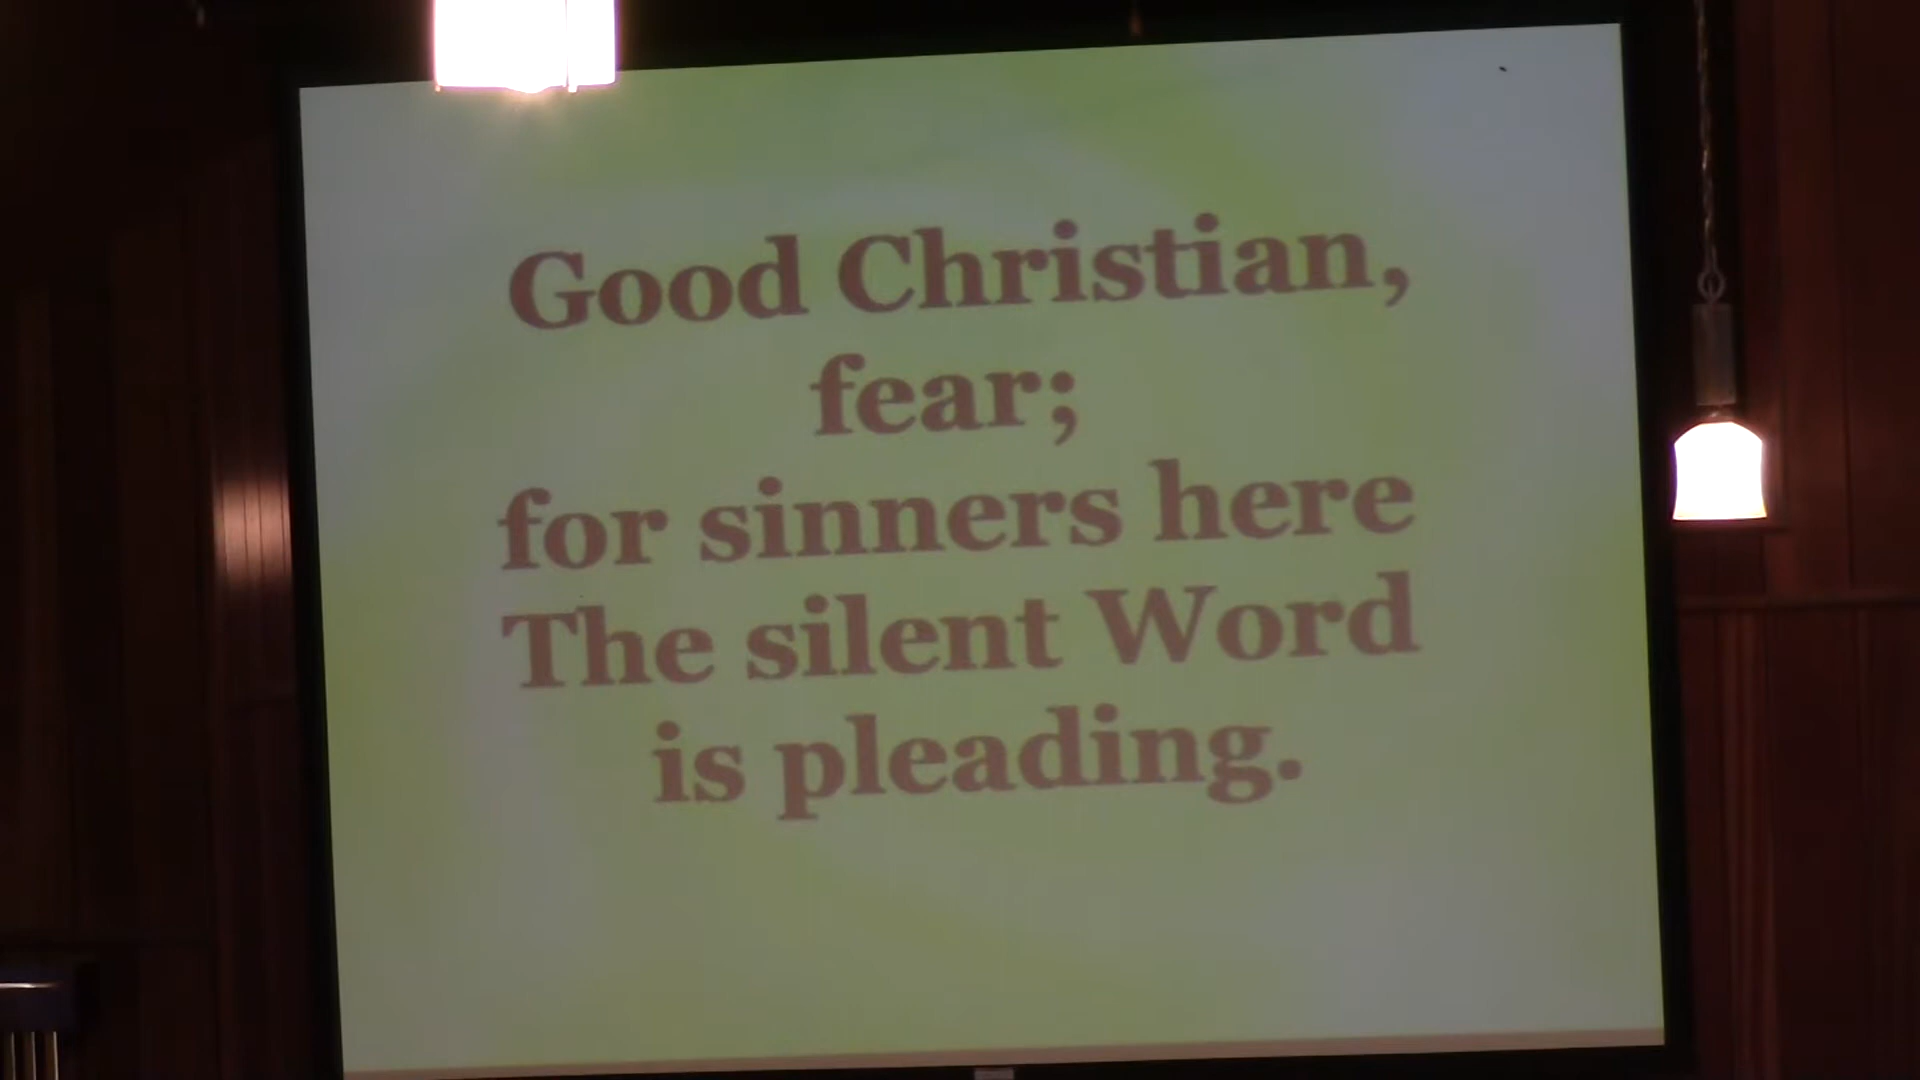 Good Christian,
fear;
for sinners here
The silent Word
is pleading.